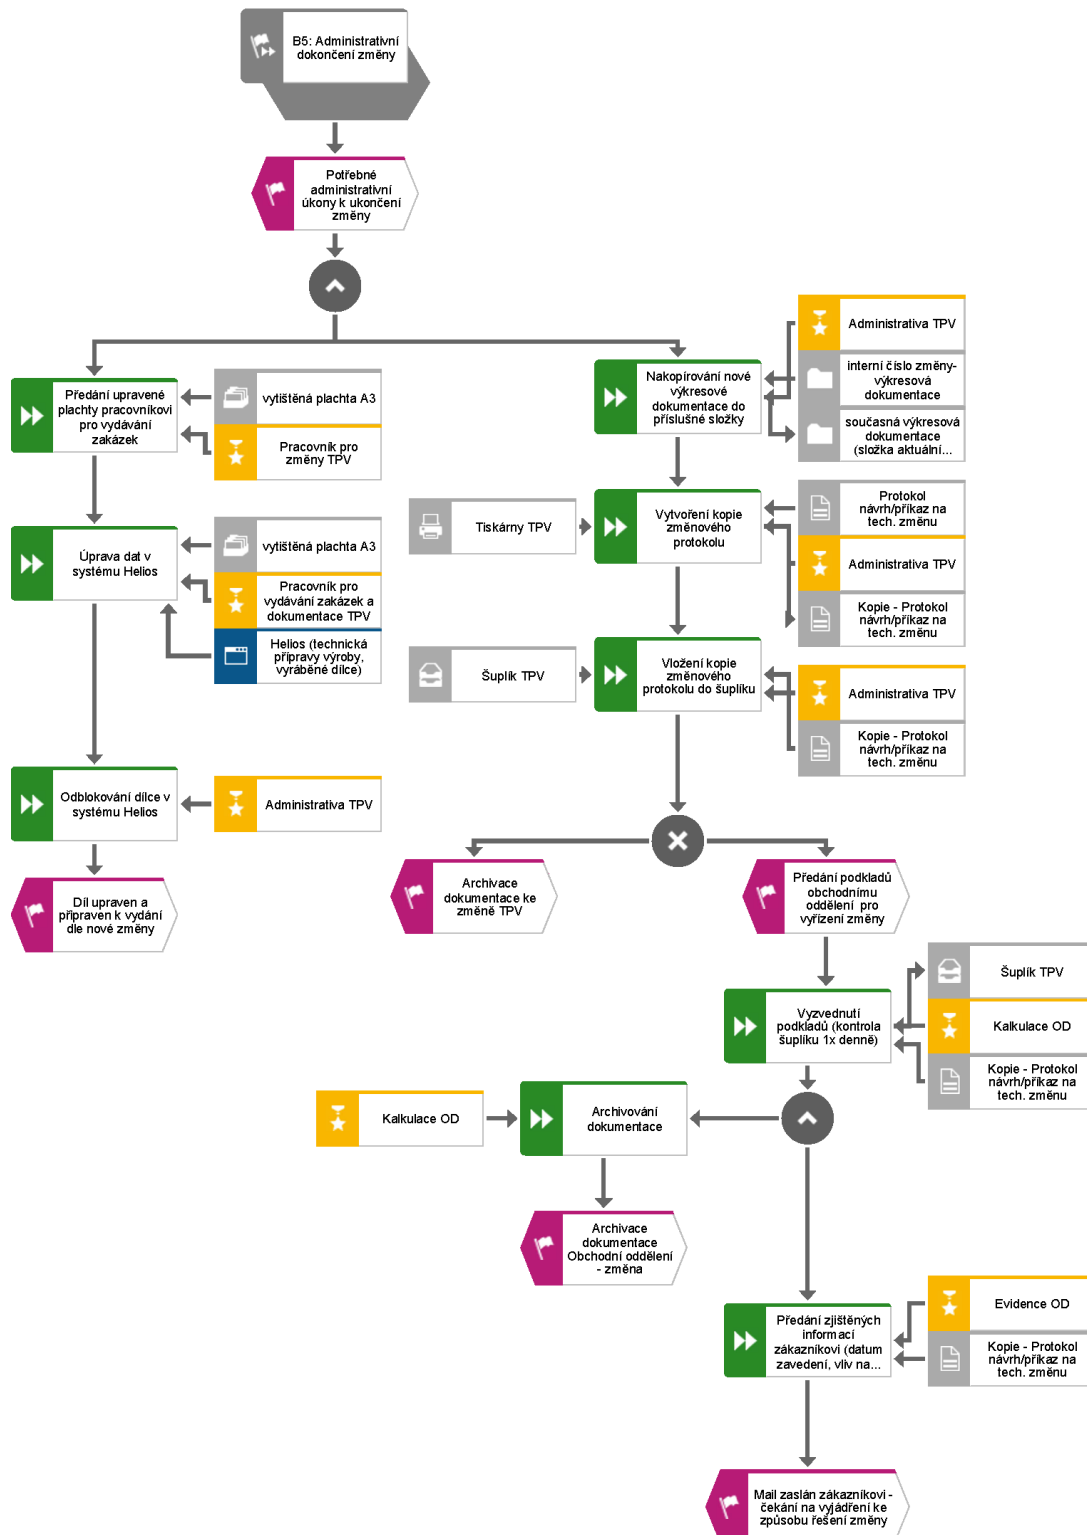 B5: Administrativní
dokončení změny
Potřebné
administrativní
úkony k ukončení
změny
Předání upravené
plachty pracovníkovi
pro vydávání
zakázek
vytištěná plachta A3
Pracovník pro
změny TPV
Úprava dat v
systému Helios
vytištěná plachta A3
Pracovník pro
vydávání zakázek a
dokumentace TPV
Helios (technická
přípravy výroby,
vyráběné dílce)
Odblokování dílce v
systému Helios
Administrativa TPV
Díl upraven a
připraven k vydání
dle nové změny
Nakopírování nové
výkresové
dokumentace do
příslušné složky
Administrativa TPV
interní číslo změny-
výkresová
dokumentace
současná výkresová
dokumentace
(složka aktuální...
Tiskárny TPV
Vytvoření kopie
změnového
protokolu
Protokol
návrh/příkaz na
tech. změnu
Administrativa TPV
Kopie - Protokol
návrh/příkaz na
tech. změnu
Šuplík TPV
Vložení kopie
změnového
protokolu do šuplíku
Administrativa TPV
Kopie - Protokol
návrh/příkaz na
tech. změnu
Archivace
dokumentace ke
změně TPV
Předání podkladů
obchodnímu
oddělení pro
vyřízení změny
Vyzvednutí
podkladů (kontrola
šuplíku 1x denně)
Šuplík TPV
Kalkulace OD
Kopie - Protokol
návrh/příkaz na
tech. změnu
Kalkulace OD
Archivování
dokumentace
Archivace
dokumentace
Obchodní oddělení
- změna
Předání zjištěných
informací
zákazníkovi (datum
zavedení, vliv na...
Evidence OD
Kopie - Protokol
návrh/příkaz na
tech. změnu
Mail zaslán zákazníkovi -
čekání na vyjádření ke
způsobu řešení změny